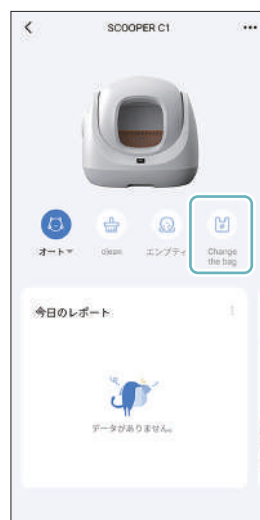 SCOOPER C1
オート
clean
エンプティ
Change
the bag
今日のレポート
データがありません。